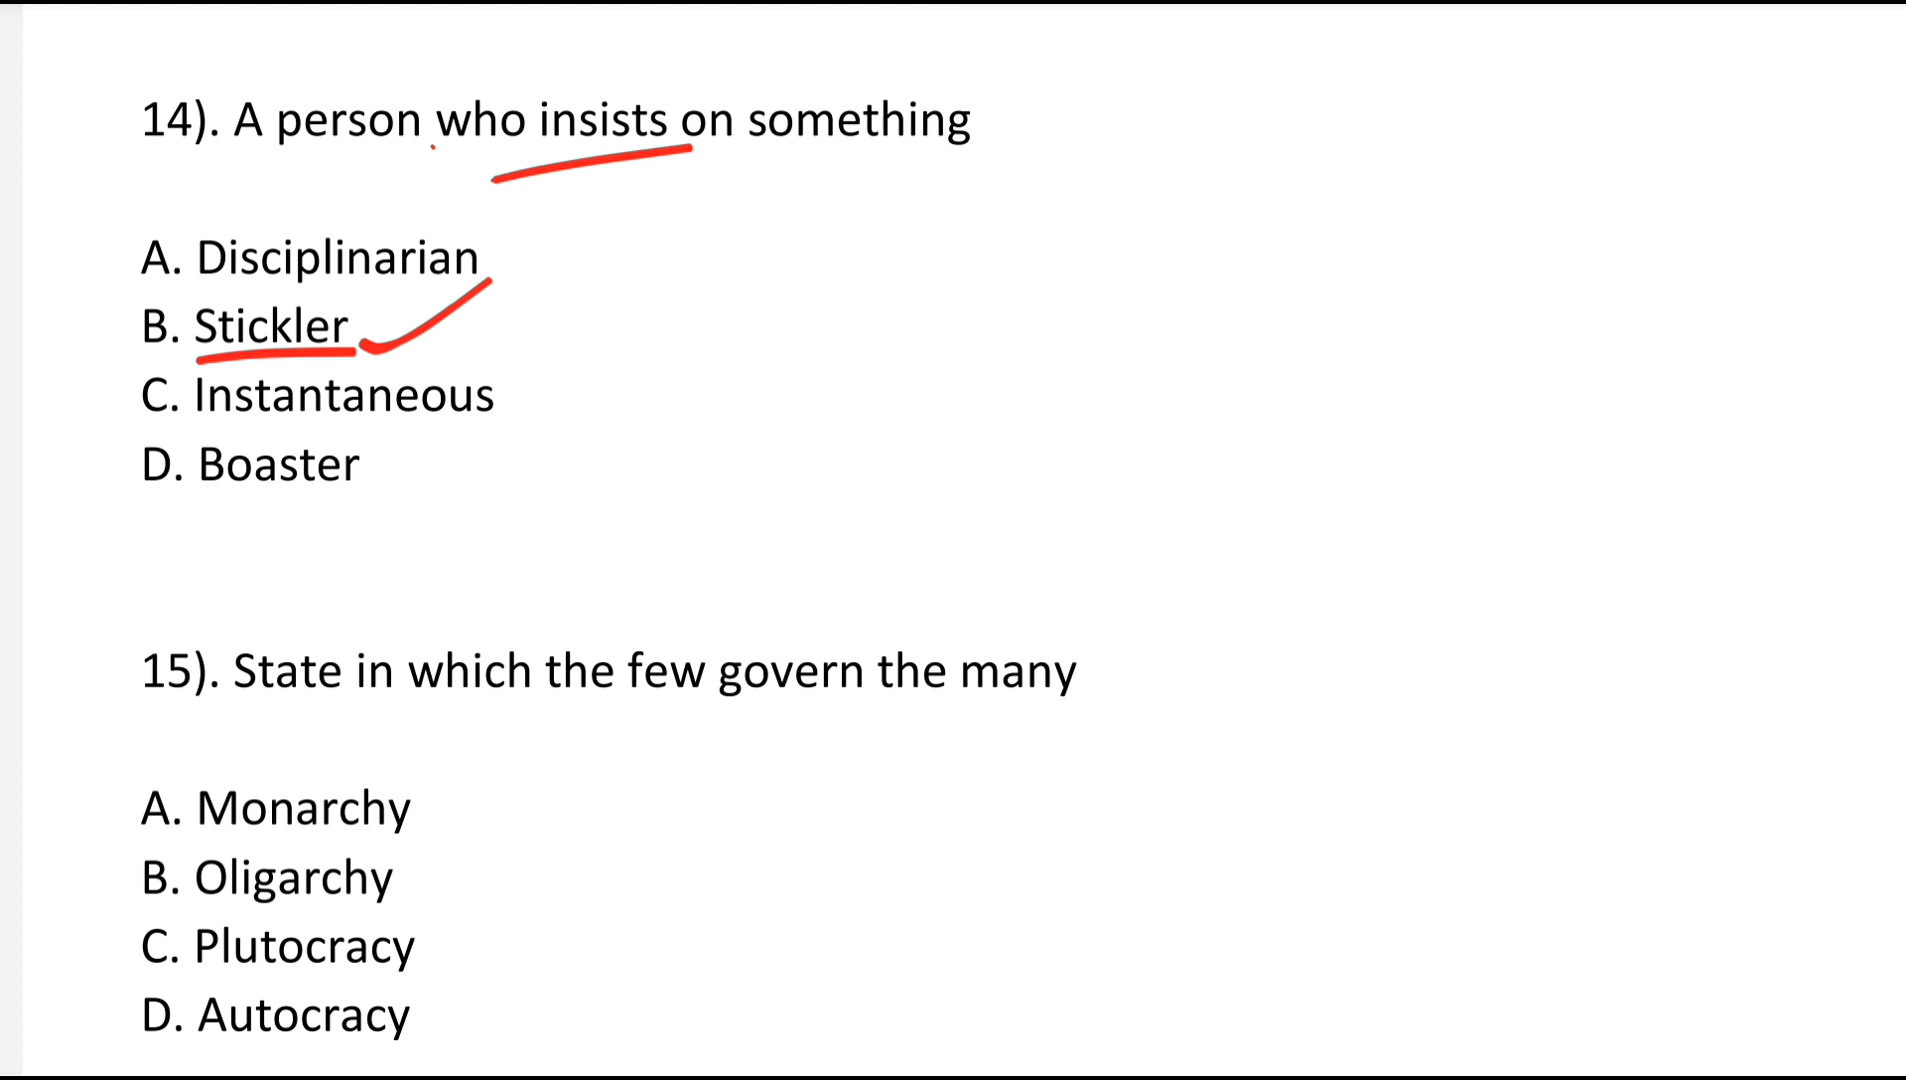 14). A person who insists on something
A. Disciplinarian
B. Stickler
C. Instantaneous
D. Boaster
15). State in which the few govern the many
A. Monarchy
B. Oligarchy
C. Plutocracy
D. Autocracy